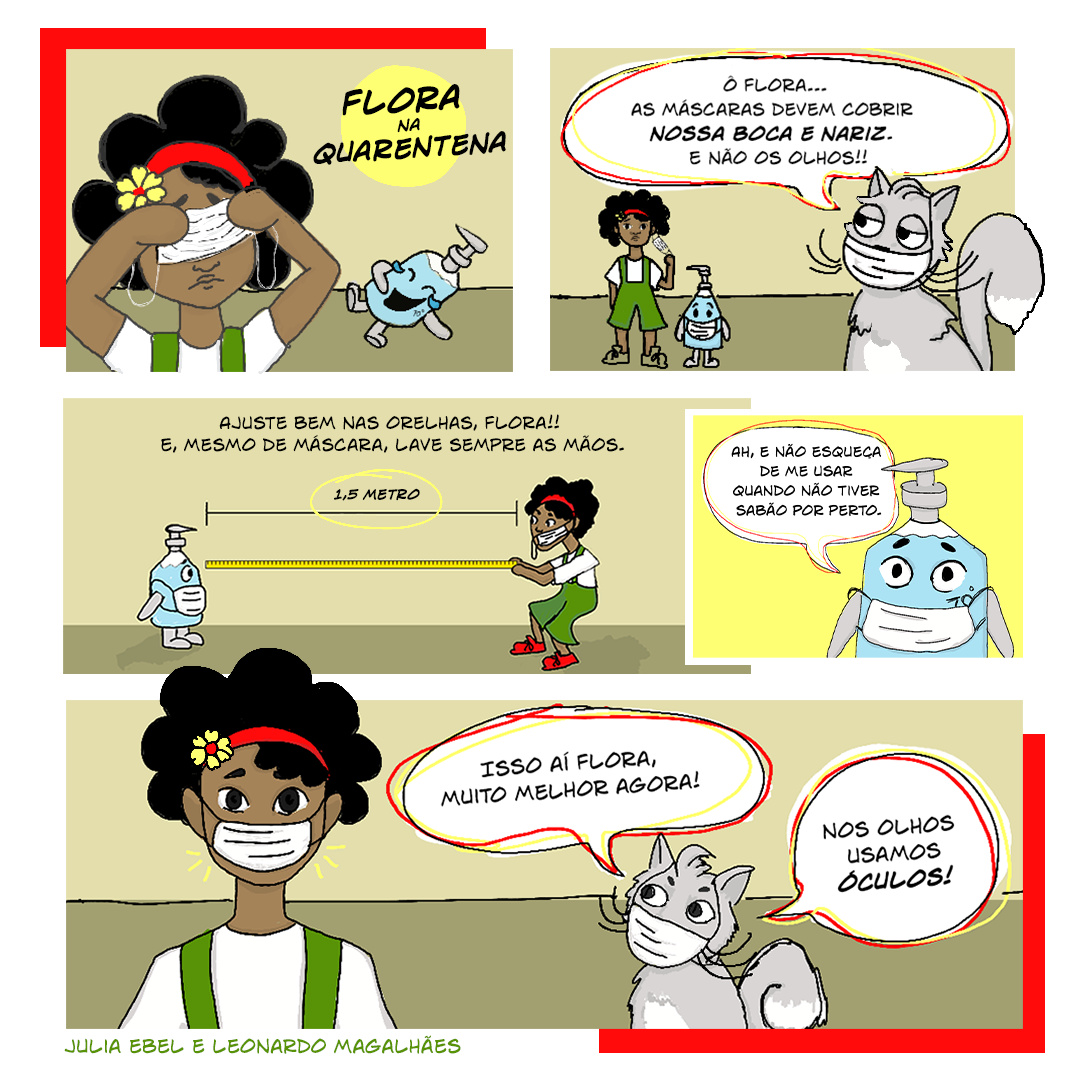 FLORA
NA
QUARENTENA
70°
Ô FLORA...
AS MÁSCARAS DEVEM COBRIR
NOSSA BOCA E NARIZ.
E NÃO OS OLHOS!!
AJUSTE BEM NAS ORELHAS, FLORA!!
E, MESMO DE MÁSCARA, LAVE SEMPRE AS MÃOS.
1,5 METRO
AH, E NÃO ESQUEÇA
DE ME USAR
QUANDO NÃO TIVER
SABÃO POR PERTO.
ISSO AÍ FLORA,
MUITO MELHOR AGORA!
NOS OLHOS
USAMOS
ÓCULOS!
JULIA EBEL E LEONARDO MAGALHÃES